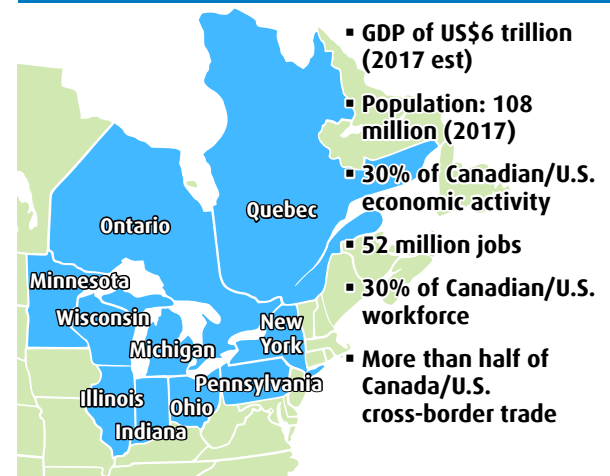 ▪ GDP of US$6 trillion
(2017 est)
▪ Population: 108
million (2017)
▪ 30% of Canadian/U.S.
economic activity
▪ 52 million jobs
▪ 30% of Canadian/U.S.
workforce
▪ More than half of
Canada/U.S.
cross-border trade
Quebec
Ontario
Minnesota
Wisconsin
Michigan
New
York
Illinois
Indiana
Ohio
Pennsylvania